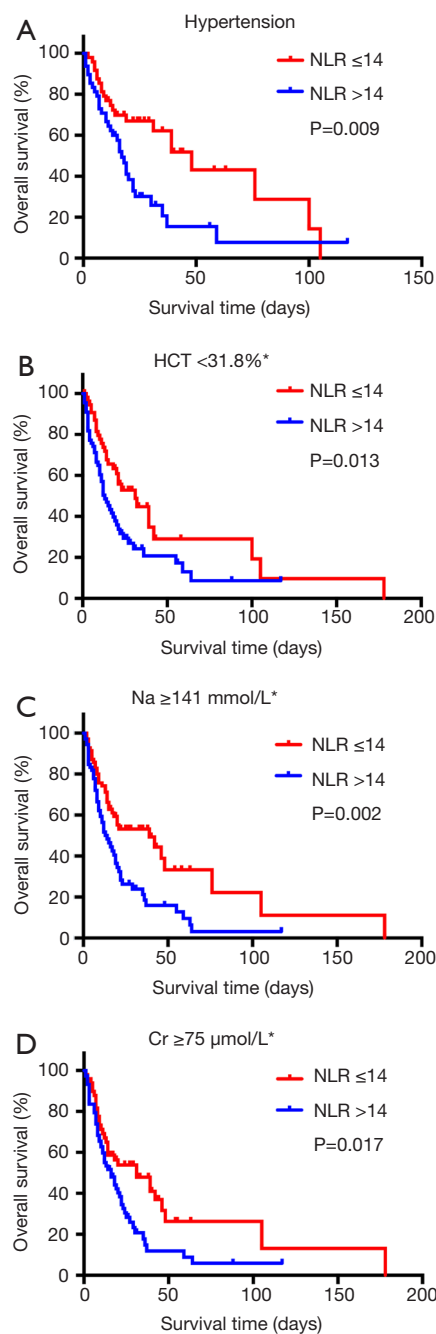 A
Hypertension
Overall survival (%)
100
80
60
40
20
0
NLR ≤14
NLR >14
P=0.009
0 50 100 150
Survival time (days)
B
HCT <31.8%*
Overall survival (%)
100
80
60
40
20
0
NLR ≤14
NLR >14
P=0.013
0 50 100 150 200
Survival time (days)
C
Na ≥141 mmol/L*
Overall survival (%)
100
80
60
40
20
0
NLR ≤14
NLR >14
P=0.002
0 50 100 150 200
Survival time (days)
D
Cr ≥75 μmol/L*
Overall survival (%)
100
80
60
40
20
0
NLR ≤14
NLR >14
P=0.017
0 50 100 150 200
Survival time (days)